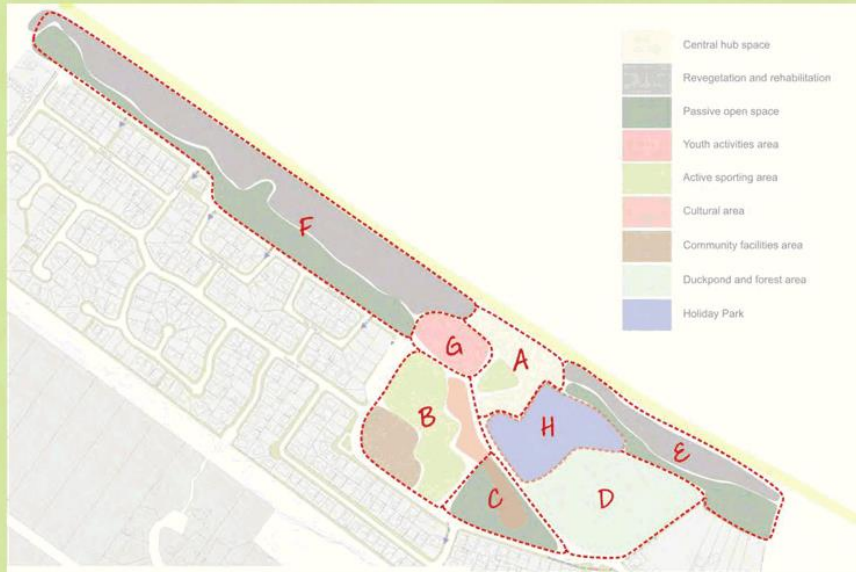 Central hub space
Revegetation and rehabilitation
Passive open space
Youth activities area
Active sporting area
Cultural area
Community facilities area
Duckpond and forest area
Holiday Park
F
G
A
B
H
E
C
D